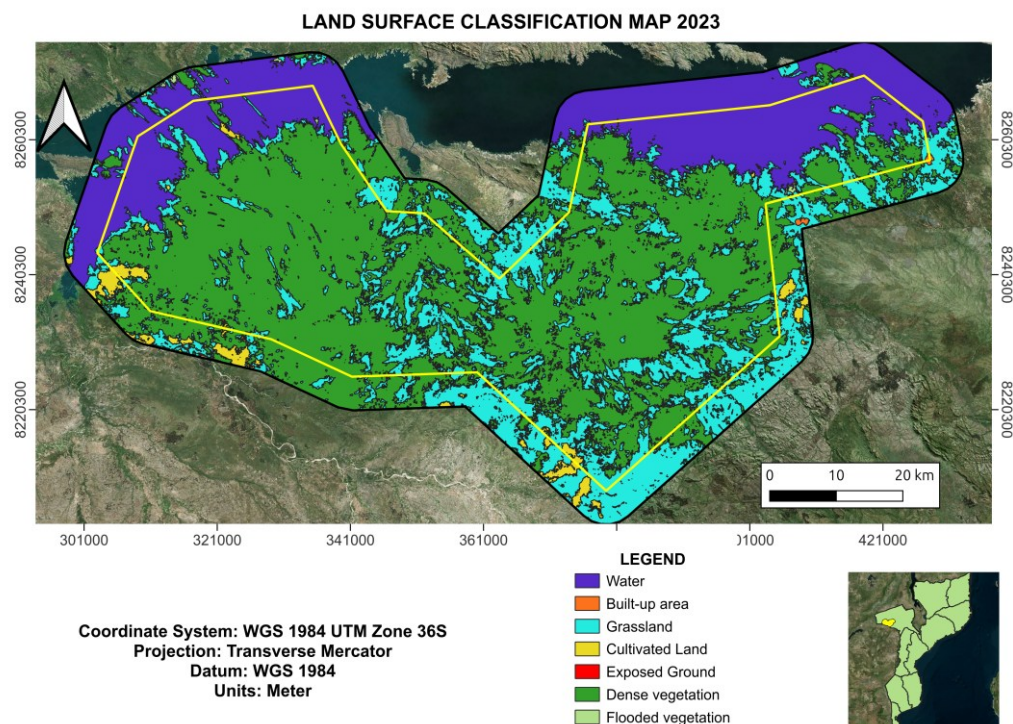 LAND SURFACE CLASSIFICATION MAP 2023
8260300
8260300
8240300
8240300
8220300
8220300
0 10 20 km
301000 321000 341000 361000 01000 421000
LEGEND
Water
Built-up area
Grassland
Cultivated Land
Exposed Ground
Dense vegetation
Flooded vegetation
Coordinate System: WGS 1984 UTM Zone 36S
Projection: Transverse Mercator
Datum: WGS 1984
Units: Meter